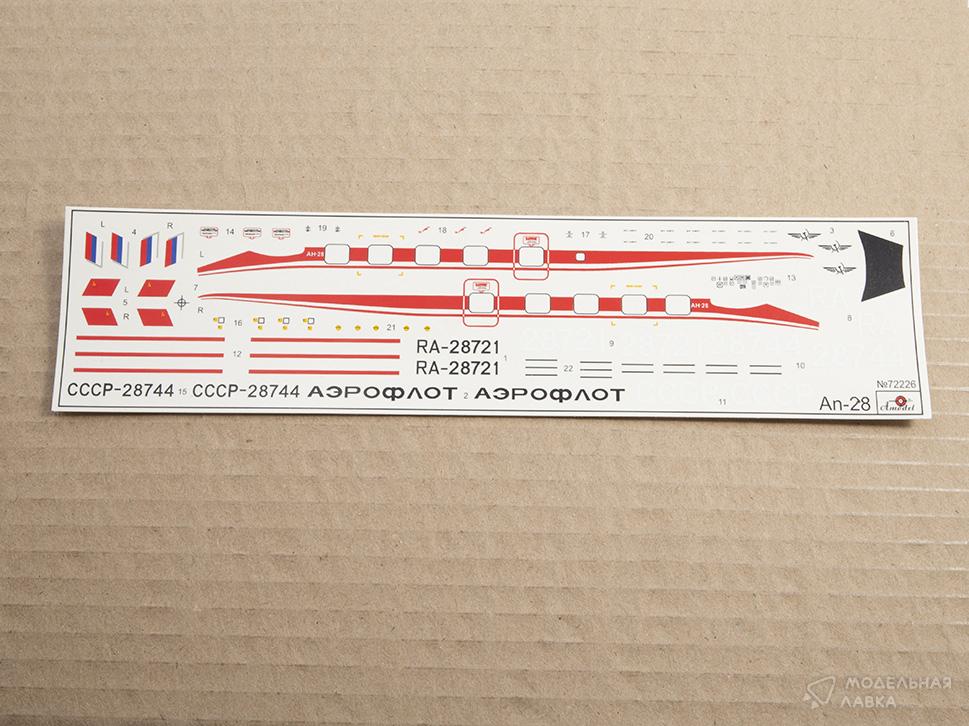 L 4 R 14 19 18 17 20 3 6
L АН-28
L 5 7 13
R R АН-28 8
16 21
12 RA-28721 1 9
RA-28721 22 10
СССР-28744 15 СССР-28744 АЭРОФЛОТ 2 АЭРОФЛОТ 11 An-28 №72226
Amodel
МОДЕЛЬНАЯ
ЛАВКА